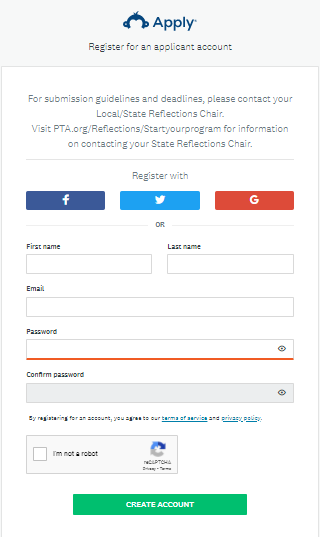 Apply
Register for an applicant account
For submission guidelines and deadlines, please contact your
Local/State Reflections Chair.
Visit PTA.org/Reflections/Startyourprogram for information
on contacting your State Reflections Chair.
Register with
f
G
OR
First name Last name
Email
Password
Confirm password
By registering for an account, you agree to our terms of service and privacy policy.
I'm not a robot
reCAPTCHA
Privacy - Terms
CREATE ACCOUNT